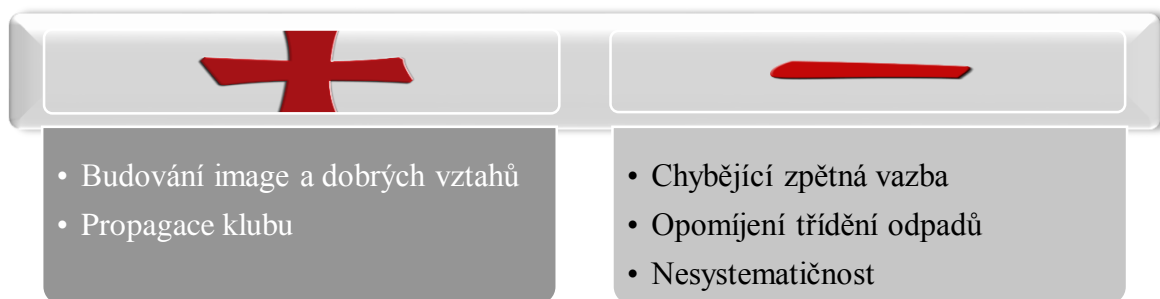 • Budování image a dobrých vztahů
• Propagace klubu
• Chybějící zpětná vazba
• Opomíjení třídění odpadů
• Nesystematičnost